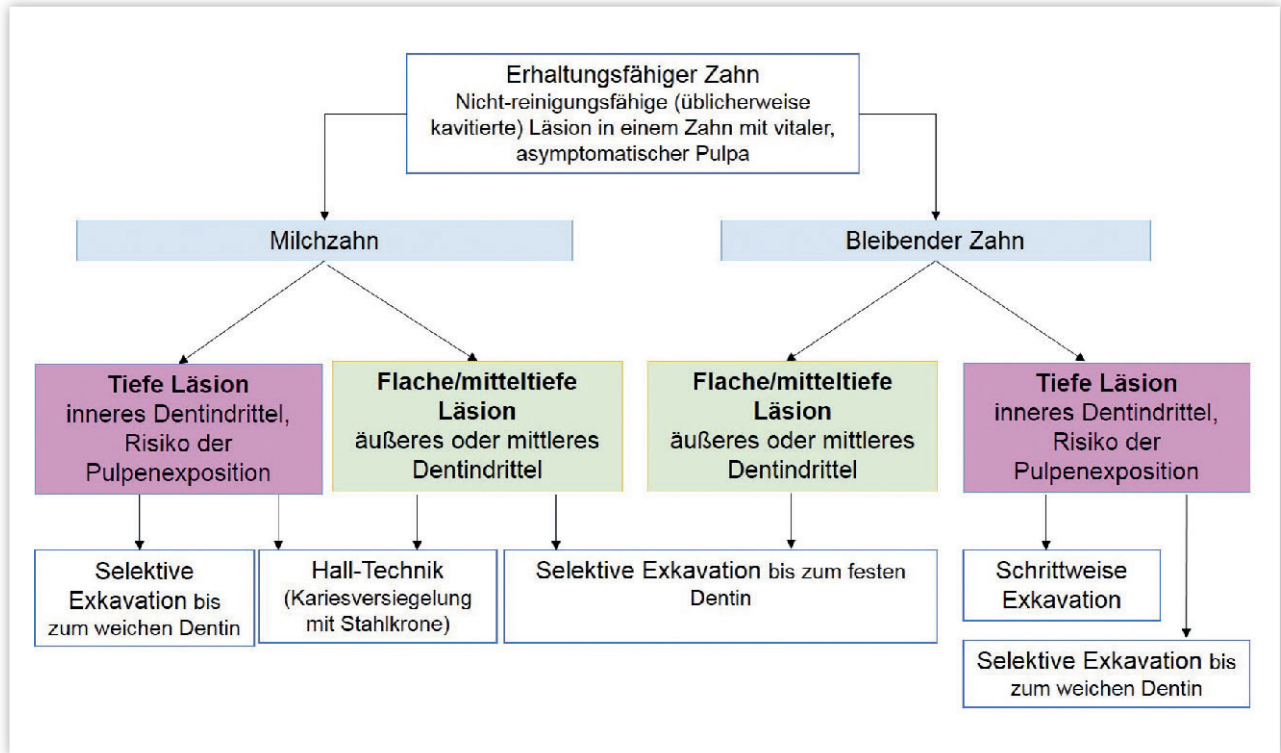 Erhaltungsfähiger Zahn
Nicht-reinigungsfähige (üblicherweise
kavitierte) Läsion in einem Zahn mit vitaler,
asymptomatischer Pulpa
Milchzahn
Bleibender Zahn
Tiefe Läsion
inneres Dentindrittel,
Risiko der
Pulpenexposition
Flache/mitteltiefe
Läsion
äußeres oder mittleres
Dentindrittel
Flache/mitteltiefe
Läsion
äußeres oder mittleres
Dentindrittel
Tiefe Läsion
inneres Dentindrittel,
Risiko der
Pulpenexposition
Selektive
Exkavation bis
zum weichen Dentin
Hall-Technik
(Kariesversiegelung
mit Stahlkrone)
Selektive Exkavation bis zum festen
Dentin
Schrittweise
Exkavation
Selektive Exkavation bis
zum weichen Dentin